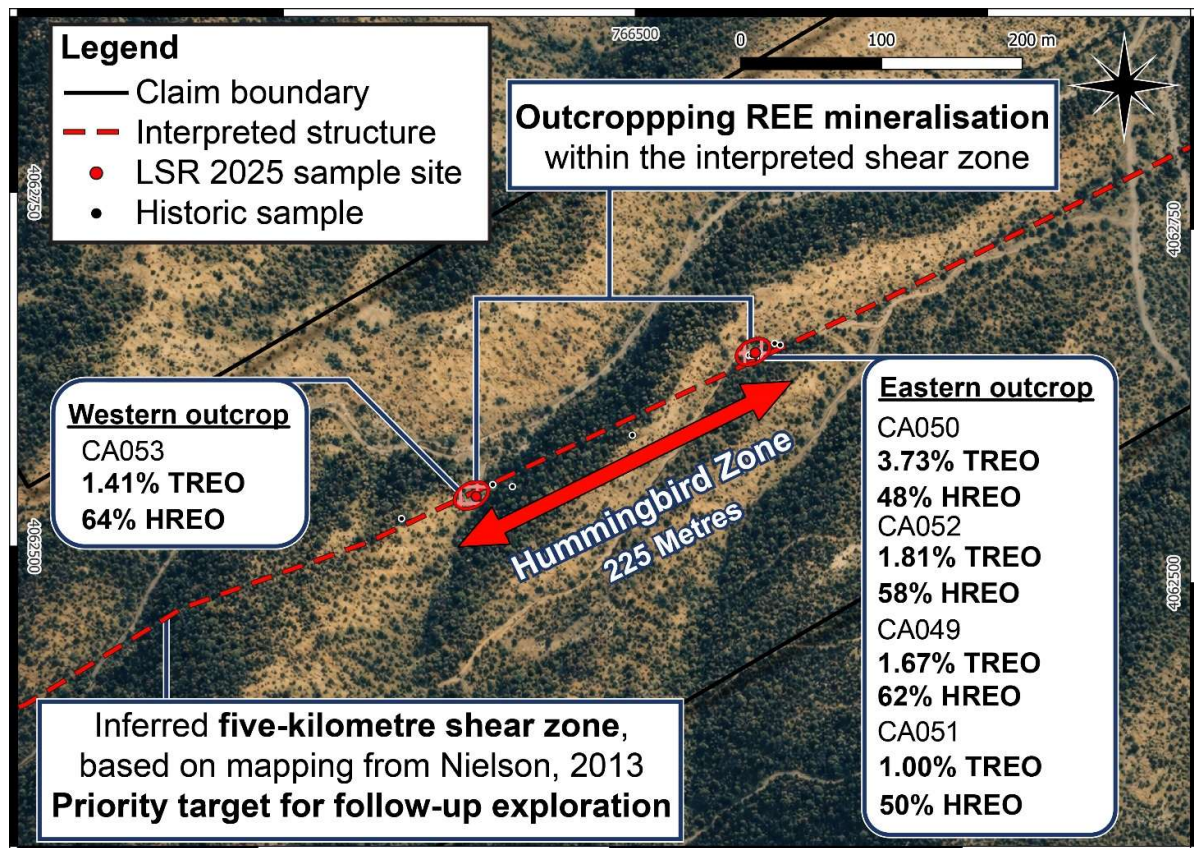 Legend
Claim boundary
Interpreted structure
LSR 2025 sample site
Historic sample
766500
0 100 200 m
Outcroppping REE mineralisation
within the interpreted shear zone
4062750
4062750
Western outcrop
CA053
1.41% TREO
64% HREO
Hummingbird Zone
225 Metres
Eastern outcrop
CA050
3.73% TREO
48% HREO
CA052
1.81% TREO
58% HREO
CA049
1.67% TREO
62% HREO
CA051
1.00% TREO
50% HREO
4062500
4062500
Inferred five-kilometre shear zone,
based on mapping from Nielson, 2013
Priority target for follow-up exploration